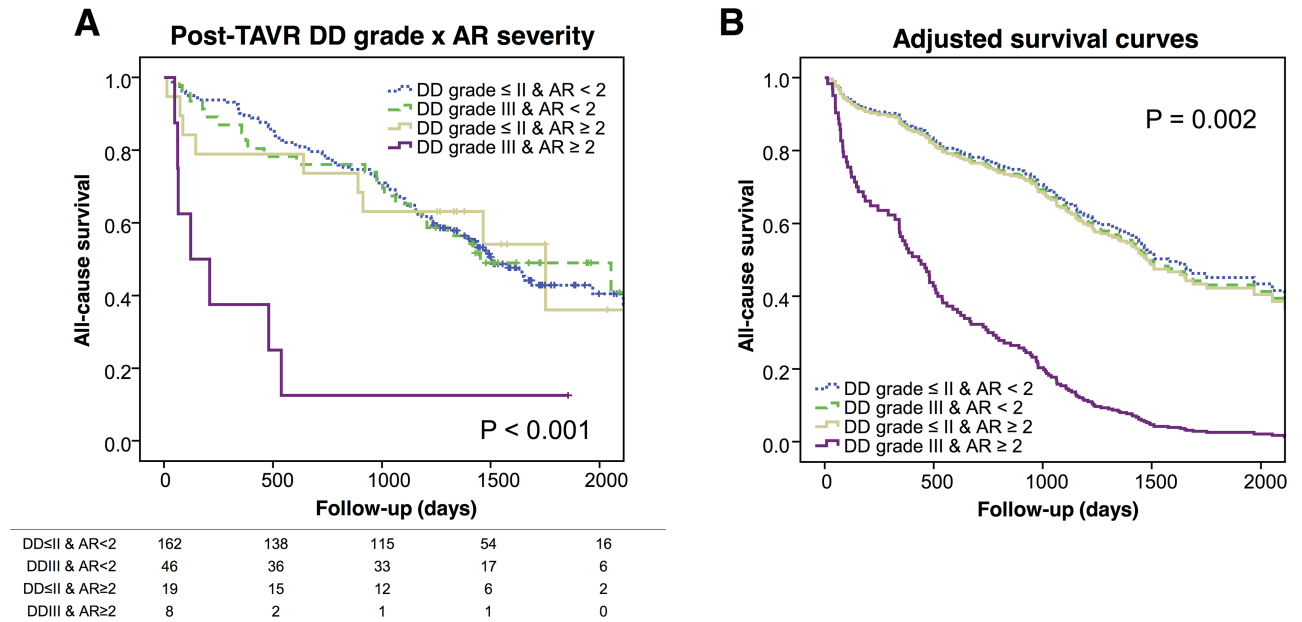 A
Post-TAVR DD grade x AR severity
DD grade ≤ II & AR < 2
DD grade III & AR < 2
DD grade ≤ II & AR ≥ 2
DD grade III & AR ≥ 2
1.0
0.8
0.6
0.4
0.2
0.0
All-cause survival
P < 0.001
0 500 1000 1500 2000
Follow-up (days)
DD≤II & AR<2 162 138 115 54 16
DDIII & AR<2 46 36 33 17 6
DD≤II & AR≥2 19 15 12 6 2
DDIII & AR≥2 8 2 1 1 0
B
Adjusted survival curves
P = 0.002
1.0
0.8
0.6
0.4
0.2
0.0
All-cause survival
DD grade ≤ II & AR < 2
DD grade III & AR < 2
DD grade ≤ II & AR ≥ 2
DD grade III & AR ≥ 2
0 500 1000 1500 2000
Follow-up (days)